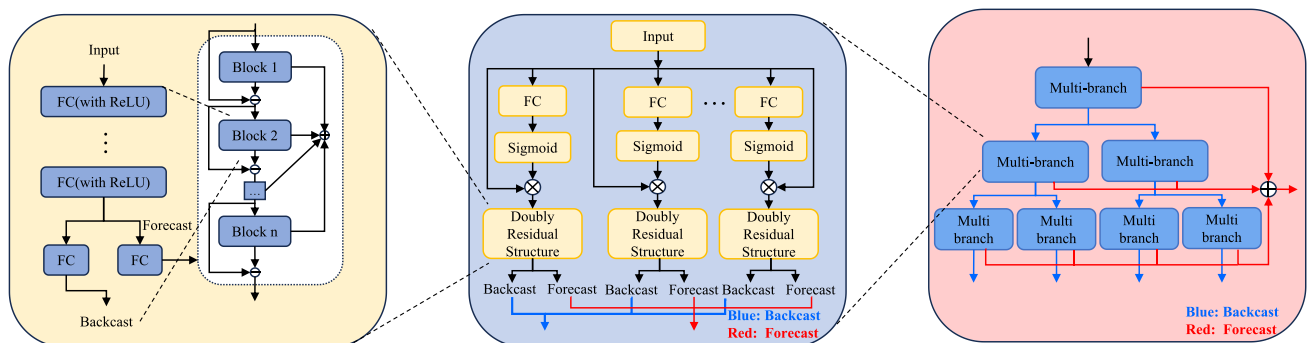 Input
FC(with ReLU)
FC(with ReLU)
FC
FC
Forecast
Backcast
Block 1
Block 2
...
Block n
Input
FC
FC
...
FC
Sigmoid
Sigmoid
Sigmoid
Doubly
Residual
Structure
Doubly
Residual
Structure
Doubly
Residual
Structure
Backcast Forecast Backcast Forecast Backcast Forecast
Blue: Backcast
Red: Forecast
Multi-branch
Multi-branch
Multi-branch
Multi
branch
Multi
branch
Multi
branch
Multi
branch
Blue: Backcast
Red: Forecast